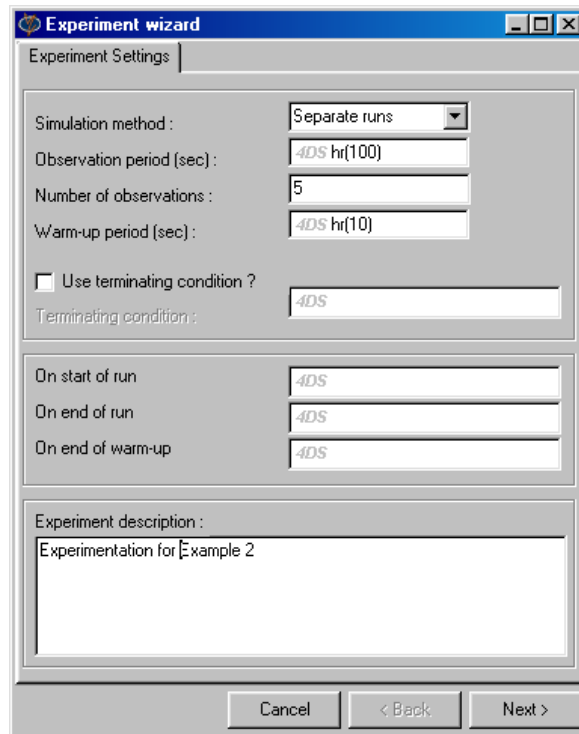 Experiment wizard
Experiment Settings
Simulation method : Separate runs
Observation period (sec) : 4DS hr(100)
Number of observations : 5
Warm-up period (sec) : 4DS hr(10)
Use terminating condition ?
Terminating condition : 4DS
On start of run 4DS
On end of run 4DS
On end of warm-up 4DS
Experiment description :
Experimentation for Example 2
Cancel < Back Next >